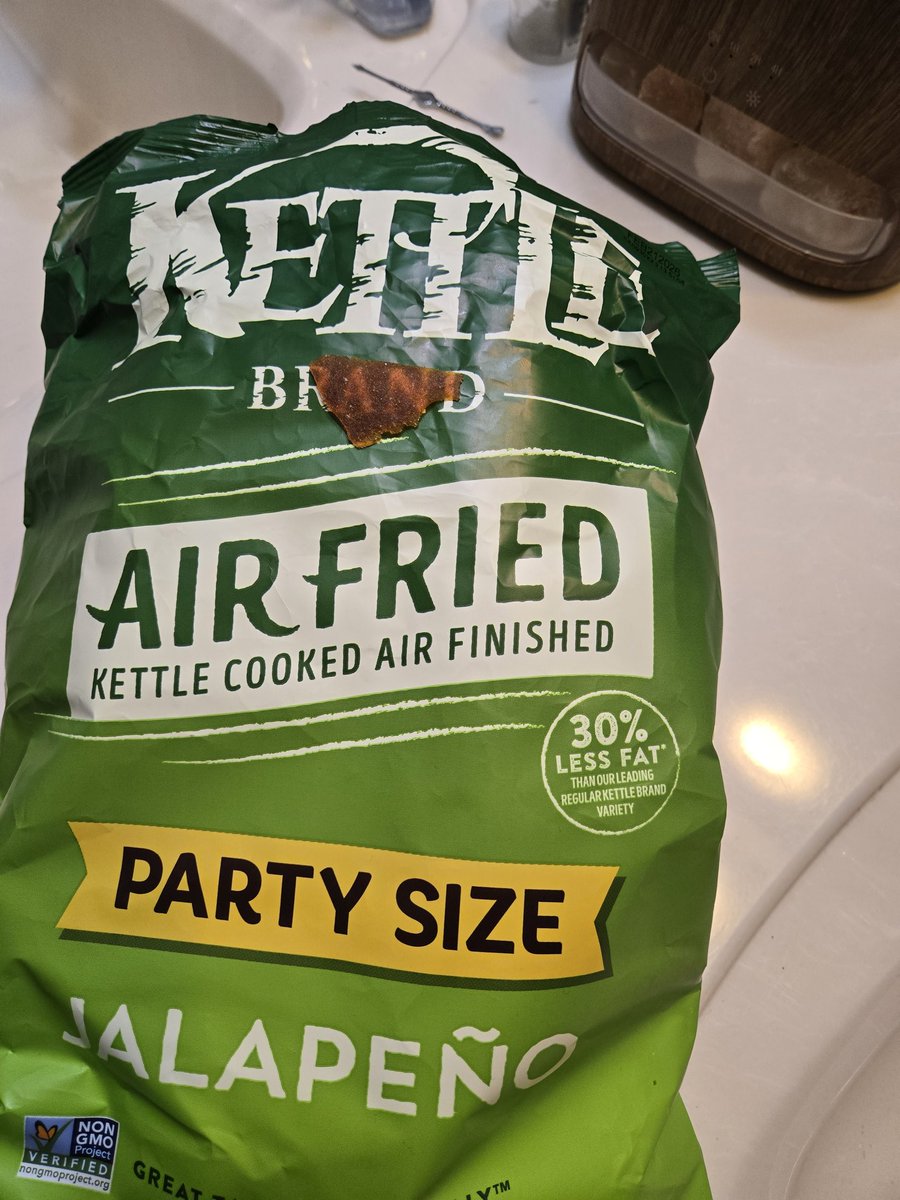 KETTLE
AIR FRIED
KETTLE COOKED AIR FINISHED
30%
LESS FAT*
THAN OUR LEADING
REGULAR KETTLE BRAND
VARIETY
PARTY SIZE
JALAPEÑO
NON
GMO
Project
VERIFIED
nongmoproject.org
GREAT